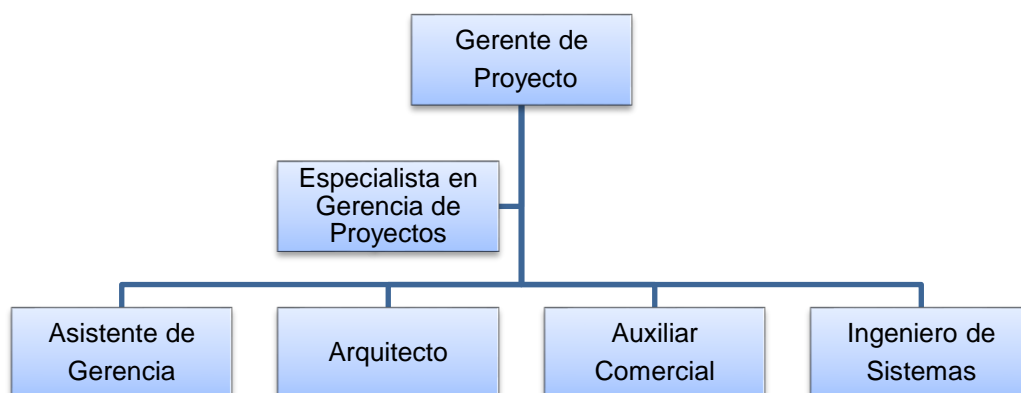 Gerente de
Proyecto
Especialista en
Gerencia de
Proyectos
Asistente de
Gerencia
Arquitecto
Auxiliar
Comercial
Ingeniero de
Sistemas